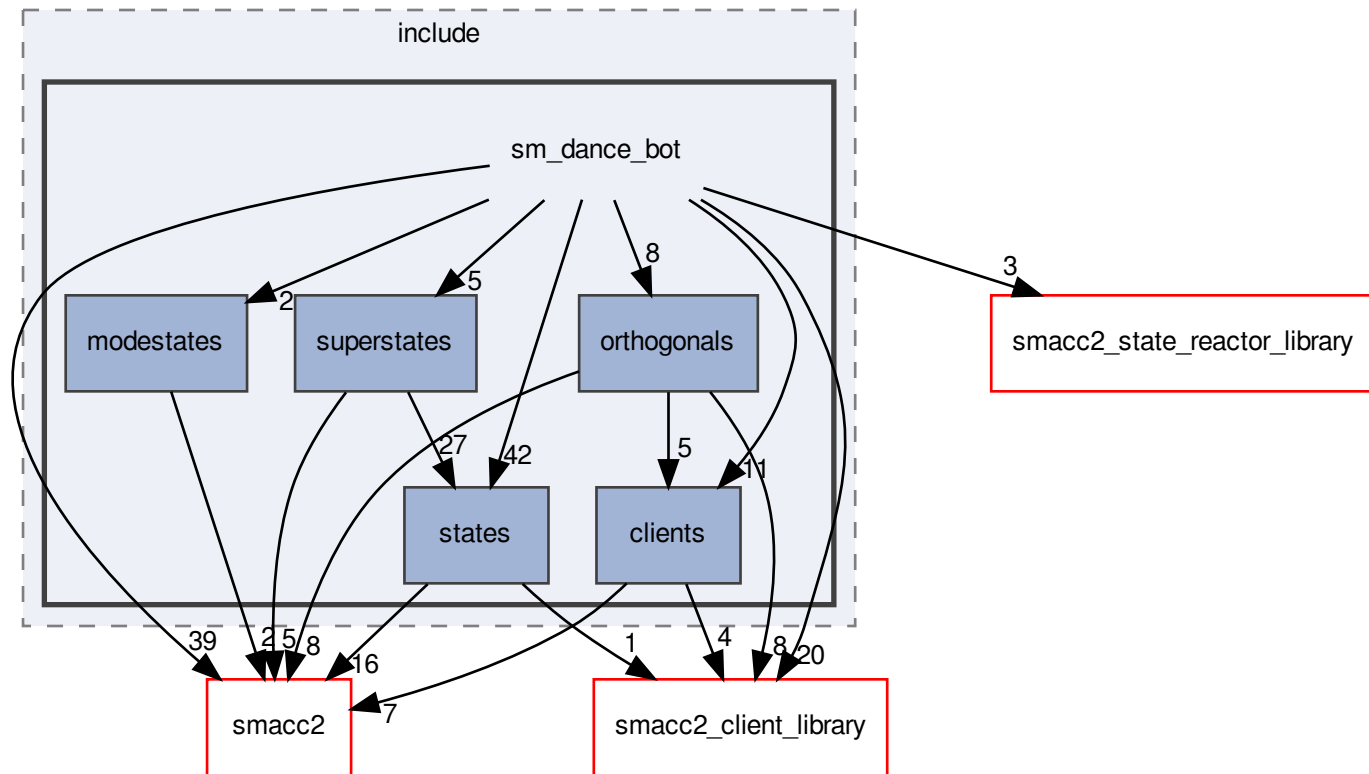 include
sm_dance_bot
8
3
2
5
modestates
superstates
orthogonals
smacc2_state_reactor_library
27
42
5
11
states
clients
39
2
5
8
16
7
1
4
8
20
smacc2
smacc2_client_library